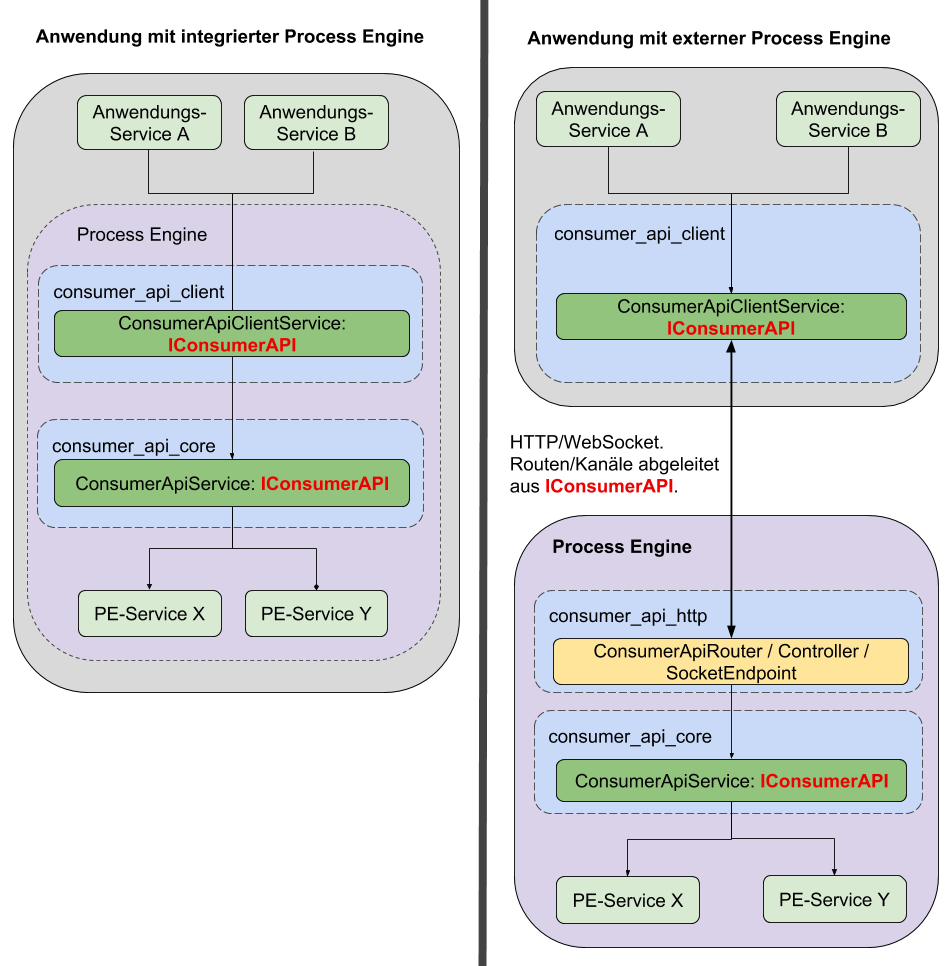 Anwendung mit integrierter Process Engine
Anwendungs-
Service A
Anwendungs-
Service B
Process Engine
consumer_api_client
ConsumerApiClientService:
IConsumerAPI
consumer_api_core
ConsumerApiService: IConsumerAPI
PE-Service X
PE-Service Y
Anwendung mit externer Process Engine
Anwendungs-
Service A
Anwendungs-
Service B
consumer_api_client
ConsumerApiClientService:
IConsumerAPI
HTTP/WebSocket.
Routen/Kanäle abgeleitet
aus IConsumerAPI.
Process Engine
consumer_api_http
ConsumerApiRouter / Controller /
SocketEndpoint
consumer_api_core
ConsumerApiService: IConsumerAPI
PE-Service X
PE-Service Y